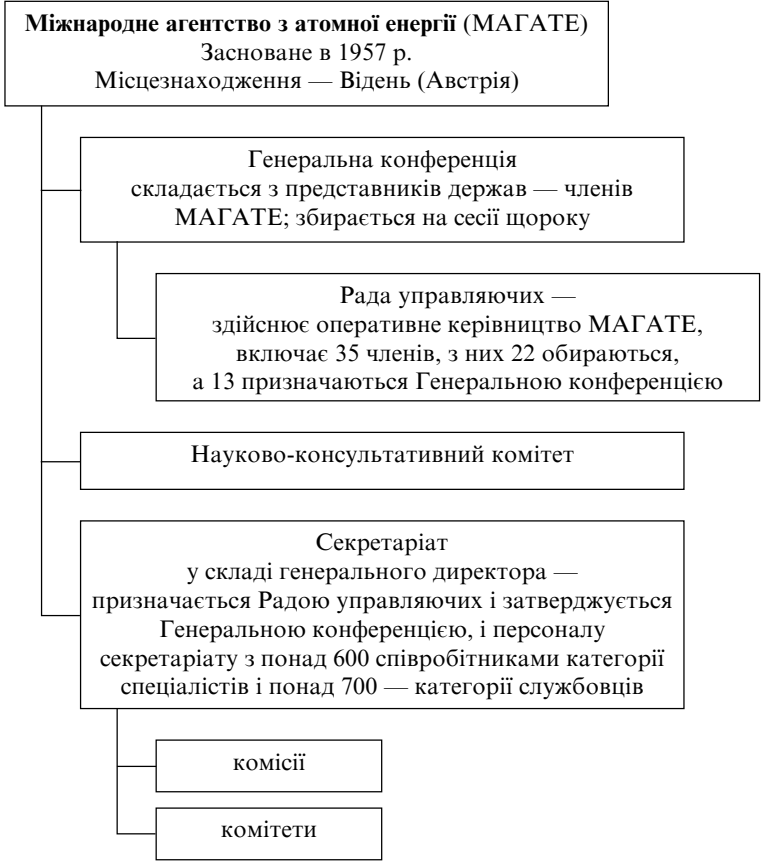 Міжнародне агентство з атомної енергії (МАГАТЕ)
Засноване в 1957 р.
Місцезнаходження — Відень (Австрія)
Генеральна конференція
складається з представників держав — членів
МАГАТЕ; збирається на сесії щороку
Рада управляючих —
здійснює оперативне керівництво МАГАТЕ,
включає 35 членів, з них 22 обираються,
а 13 призначаються Генеральною конференцією
Науково-консультативний комітет
Секретаріат
у складі генерального директора —
призначається Радою управляючих і затверджується
Генеральною конференцією, і персоналу
секретаріату з понад 600 співробітниками категорії
спеціалістів і понад 700 — категорії службовців
комісії
комітети